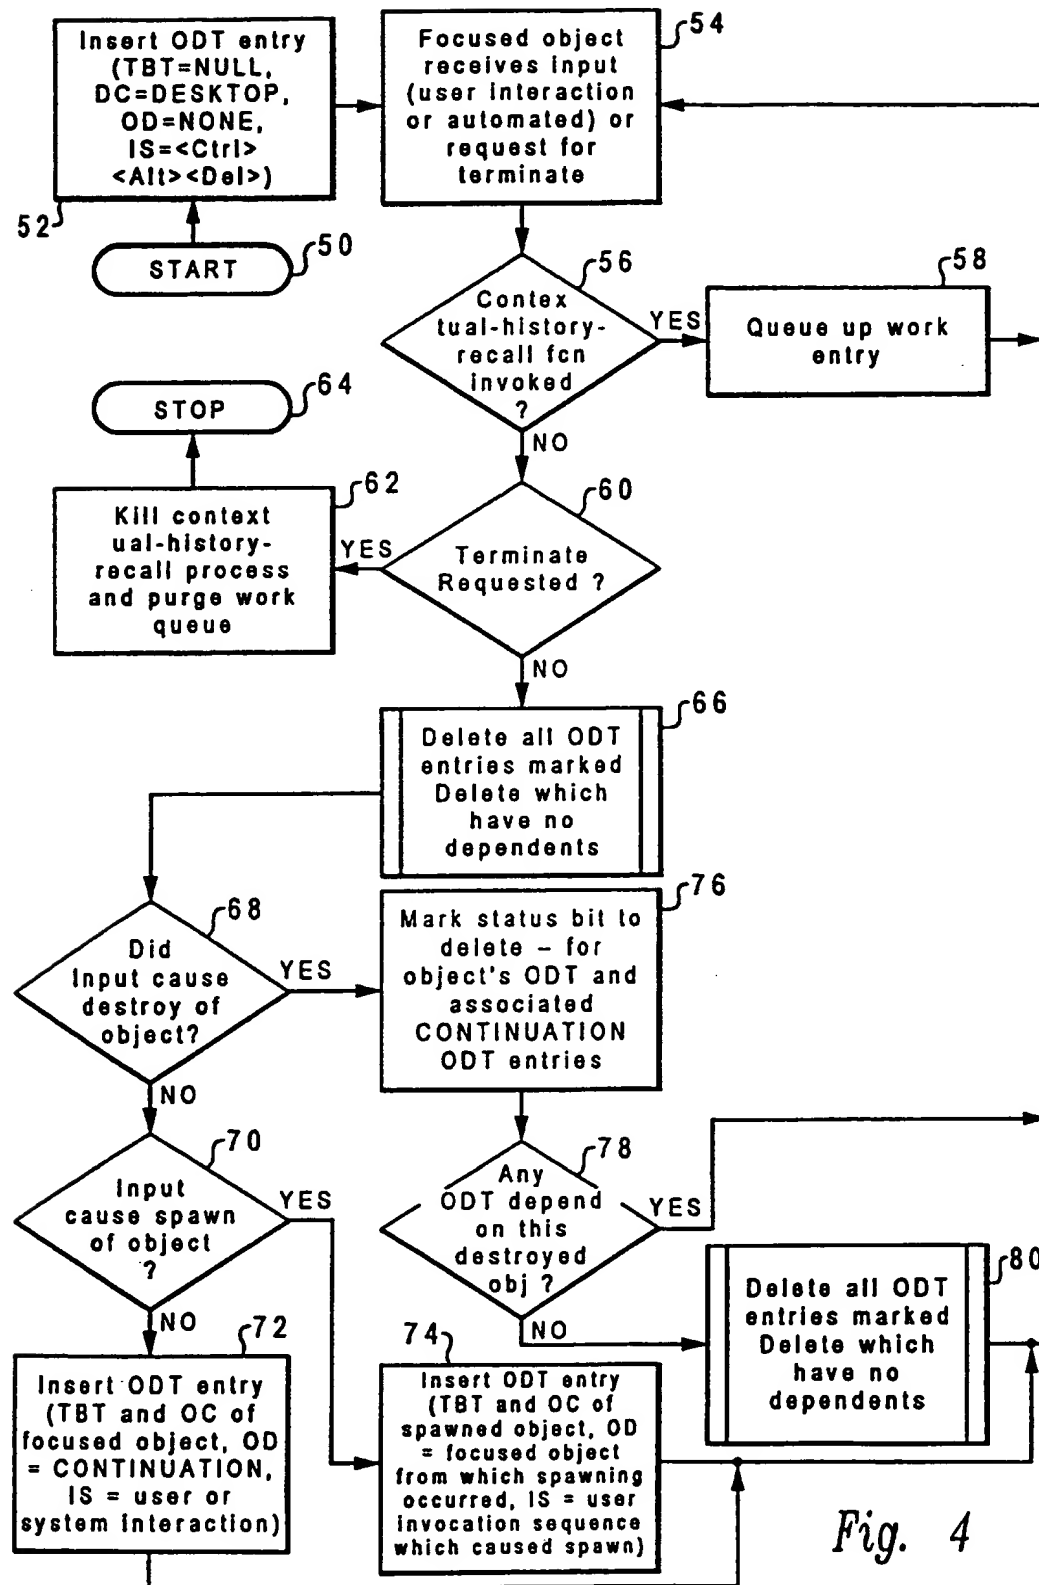 Insert ODT entry
(TBT=NULL,
DC=DESKTOP,
OD=NONE,
IS=<Ctrl>
<Alt><Del>)
52
START
50
Focused object
receives input
(user interaction
or automated) or
request for
terminate
54
Contex
tual-history-
recall fcn
invoked
?
56
YES
NO
Queue up work
entry
58
STOP
64
Kill context
ual-history-
recall process
and purge work
queue
62
YES
Terminate
Requested ?
60
NO
Delete all ODT
entries marked
Delete which
have no
dependents
66
Did
Input cause
destroy of
object?
68
YES
NO
Mark status bit to
delete – for
object's ODT and
associated
CONTINUATION
ODT entries
76
Input
cause spawn
of object
?
70
YES
NO
Any
ODT depend
on this
destroyed
obj ?
78
YES
NO
Delete all ODT
entries marked
Delete which
have no
dependents
80
Insert ODT entry
(TBT and OC of
focused object, OD
= CONTINUATION,
IS = user or
system interaction)
72
Insert ODT entry
(TBT and OC of
spawned object, OD
= focused object
from which spawning
occurred, IS = user
invocation sequence
which caused spawn)
74
Fig. 4